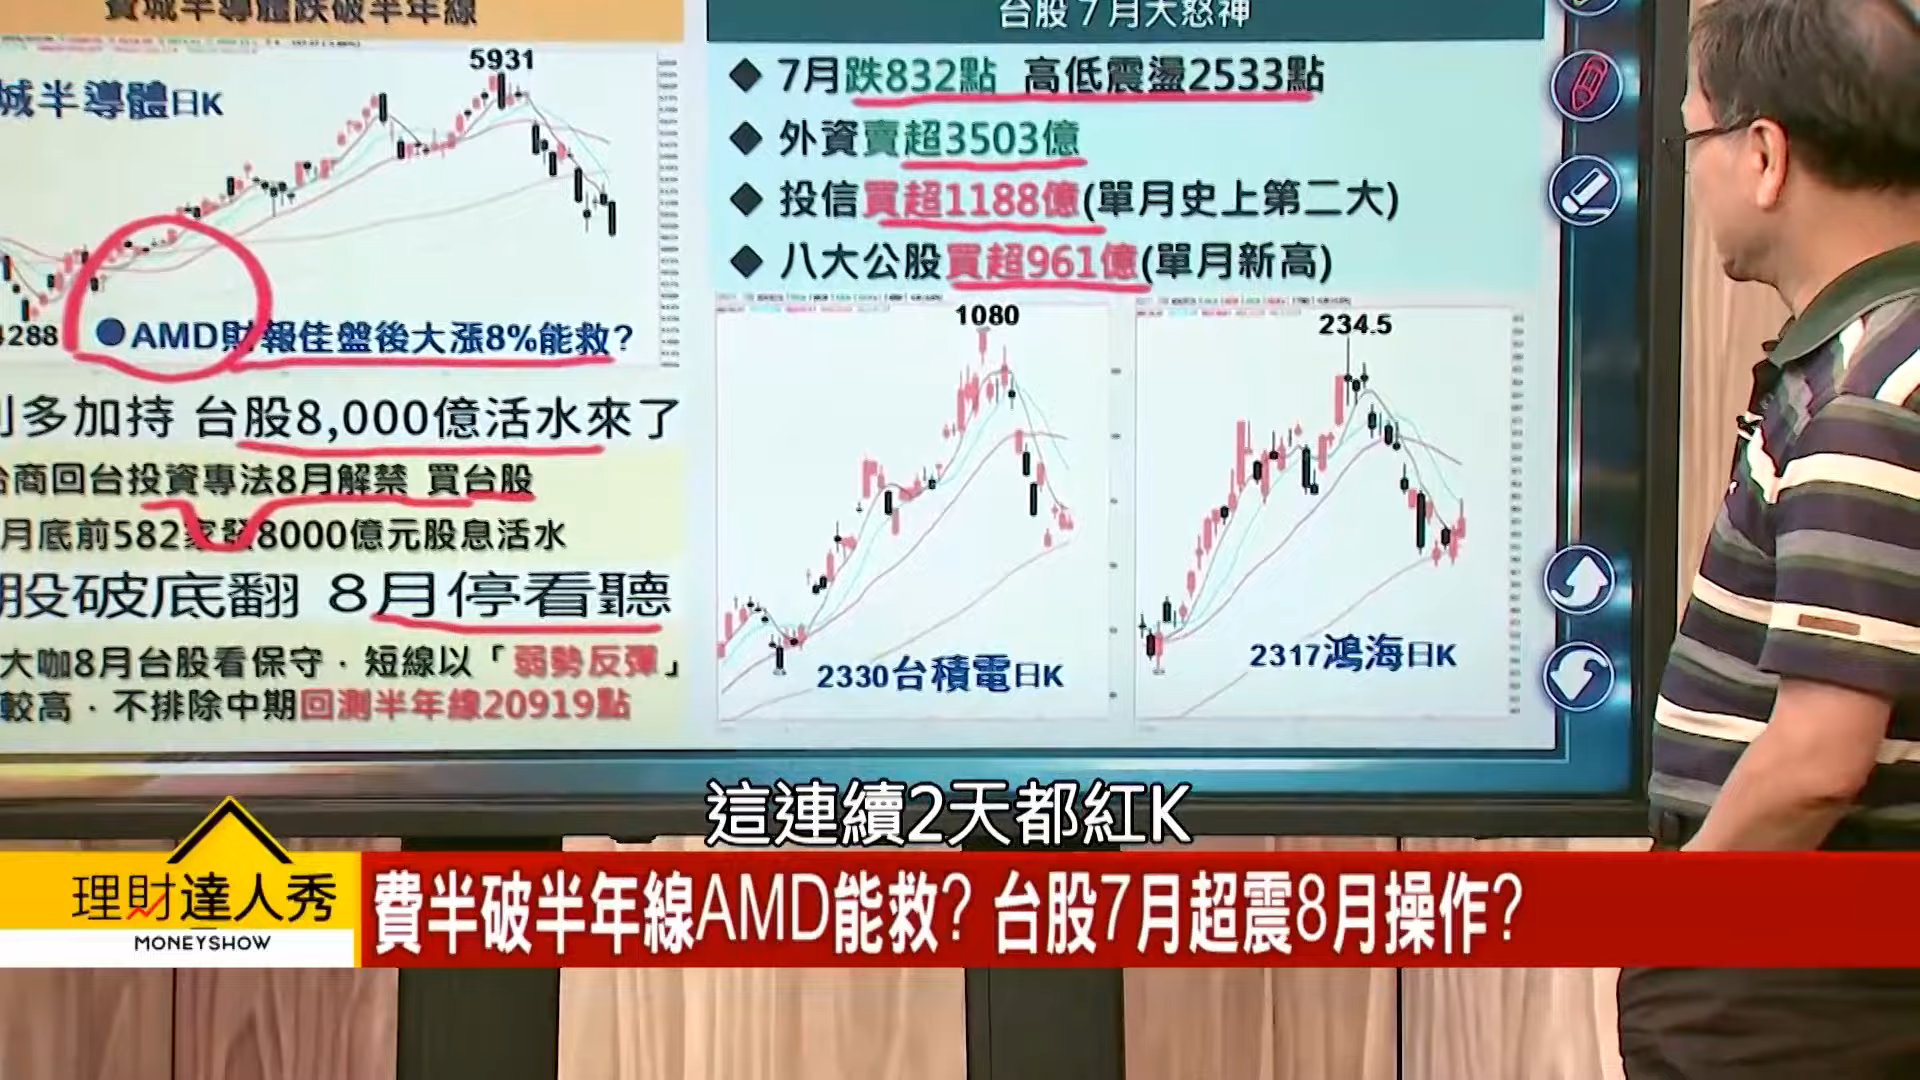 費城半導體跌破半年線
5931
城半導體日K
4288
●AMD財報佳盤後大漲8%能救?
利多加持 台股8,000億活水來了
台商回台投資專法8月解禁 買台股
月底前582家發8000億元股息活水
股破底翻 8月停看聽
大咖8月台股看保守．短線以「弱勢反彈」
較高．不排除中期回測半年線20919點
台股7月大怒神
◆ 7月跌832點 高低震盪2533點
◆ 外資賣超3503億
◆ 投信買超1188億(單月史上第二大)
◆ 八大公股買超961億(單月新高)
1080
2330台積電日K
234.5
2317鴻海日K
這連續2天都紅K
理財達人秀
MONEYSHOW
費半破半年線AMD能救? 台股7月超震8月操作?